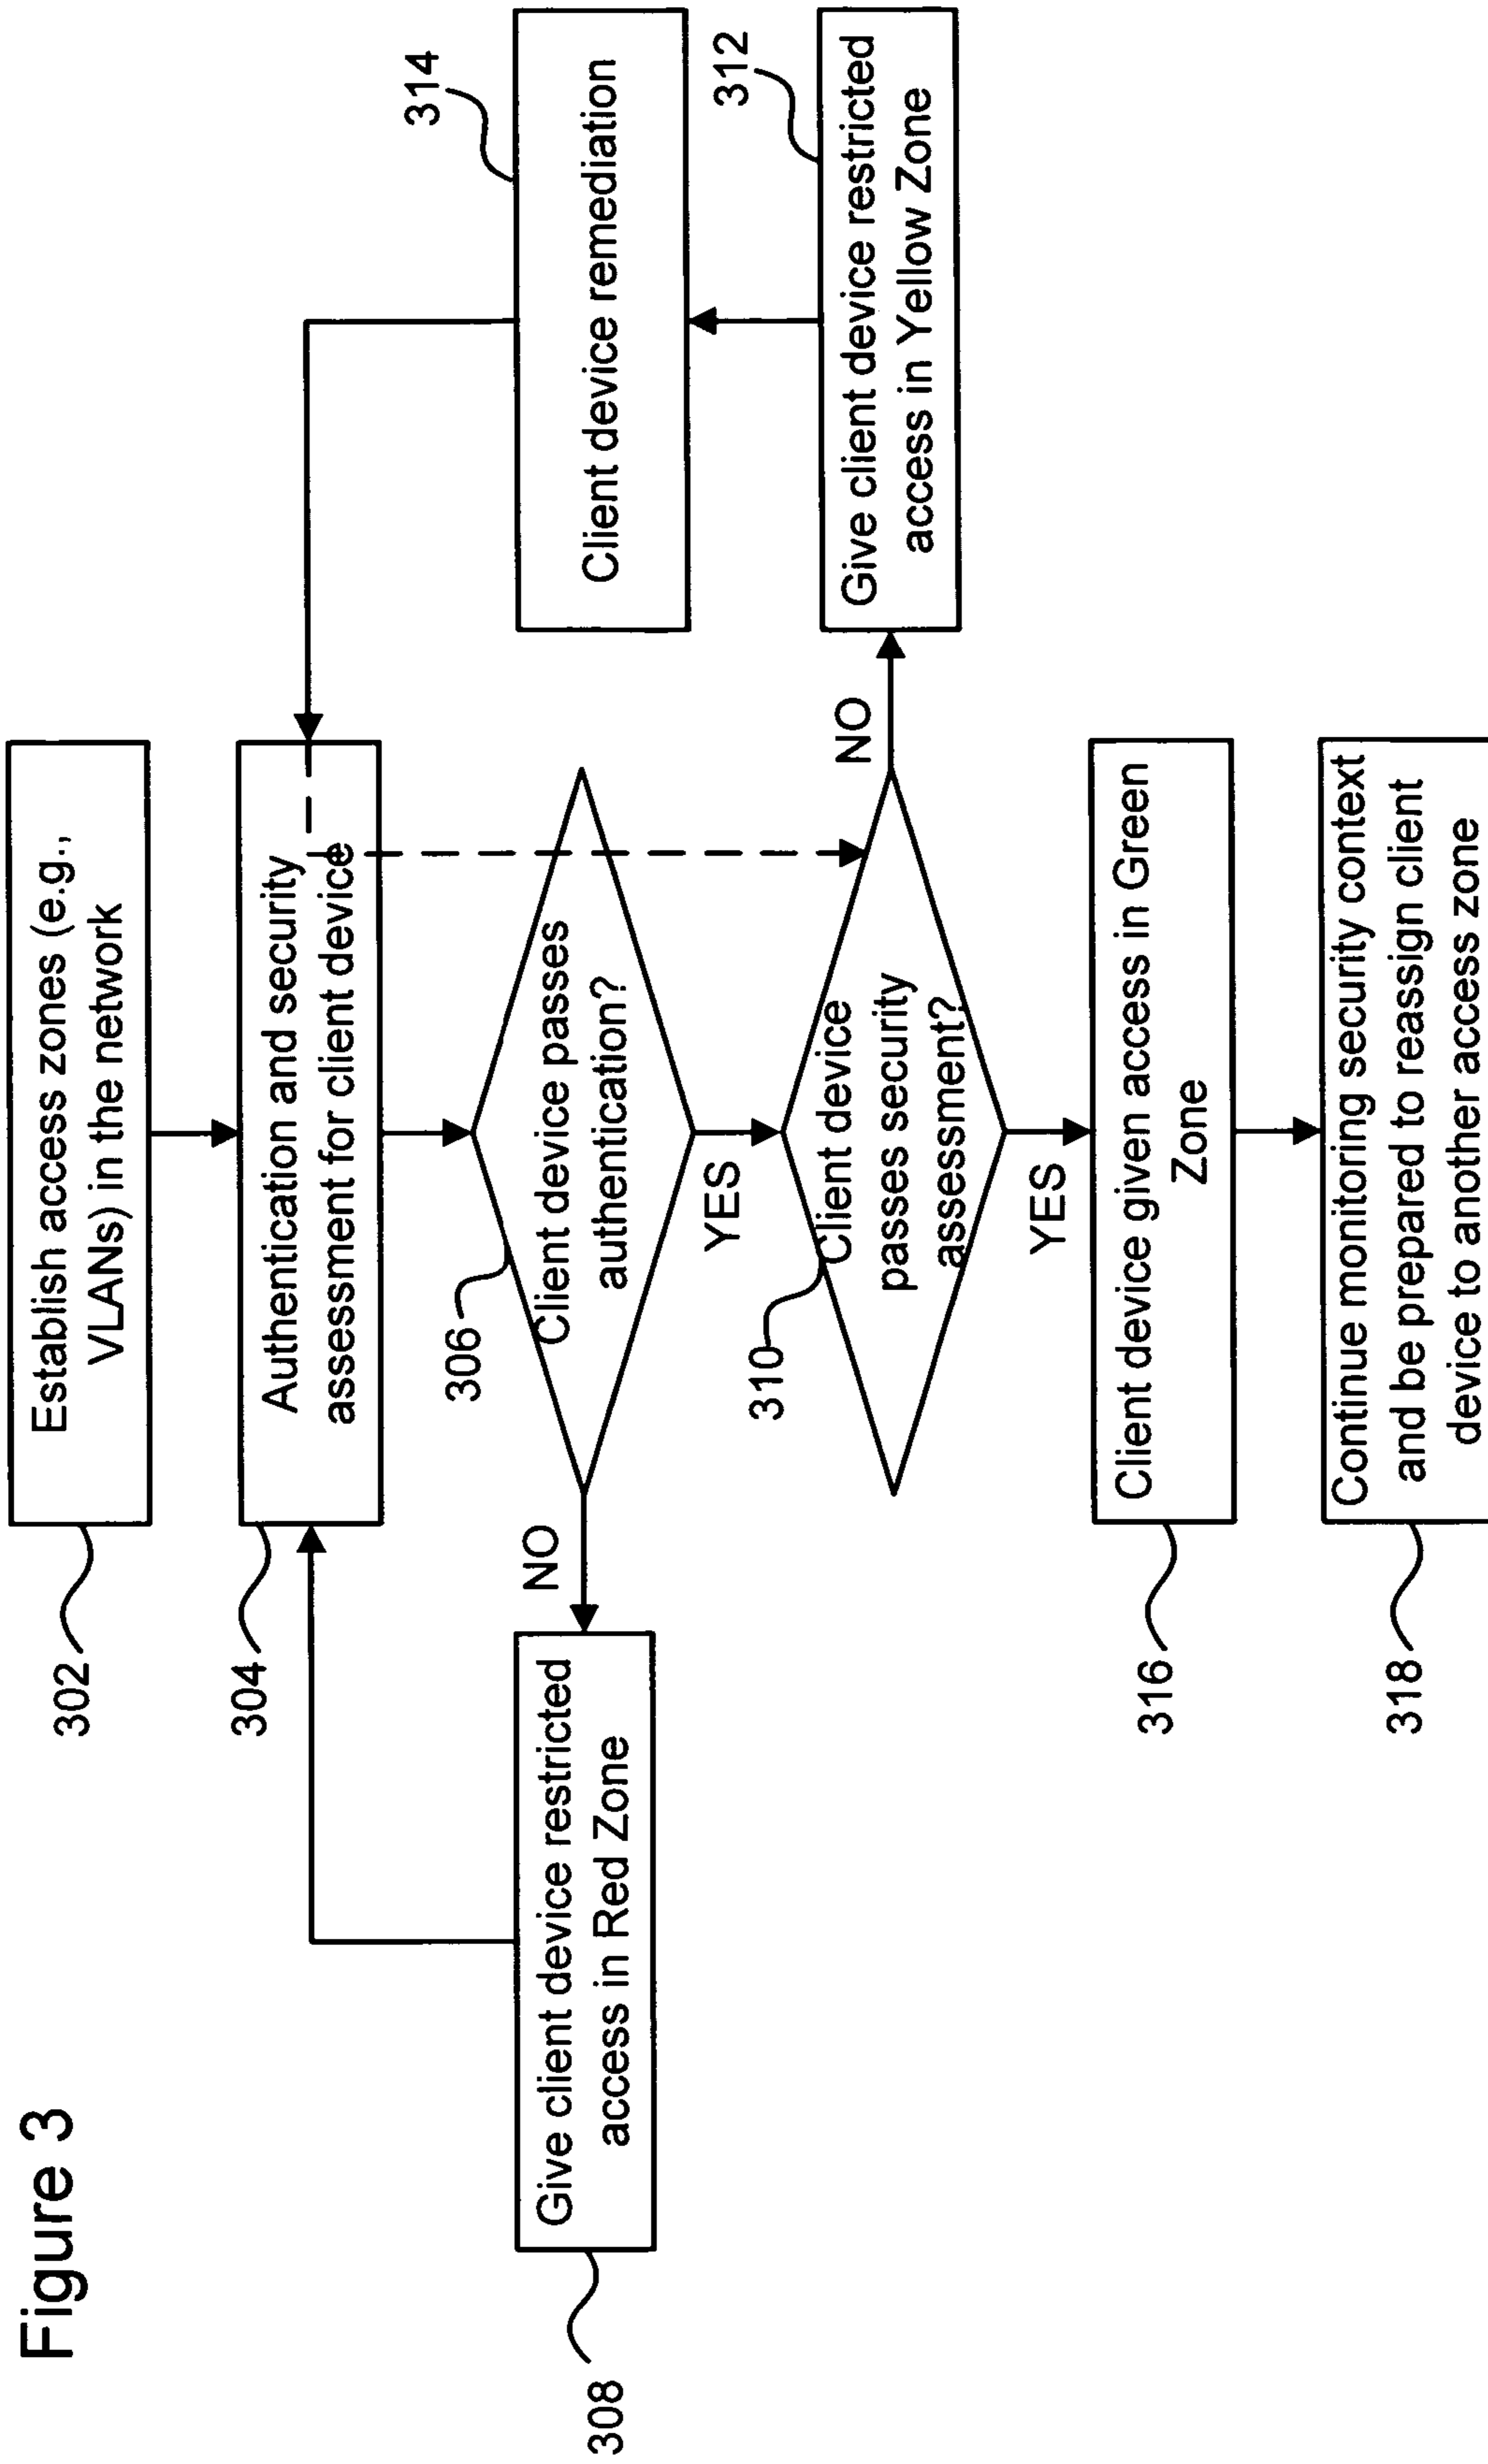 Figure 3
302
Establish access zones (e.g.,
VLANs) in the network
304
Authentication and security
assessment for client device
306
Client device passes
authentication?
NO
308
Give client device restricted
access in Red Zone
YES
310
Client device
passes security
assessment?
NO
312
Give client device restricted
access in Yellow Zone
314
Client device remediation
YES
316
Client device given access in Green
Zone
318
Continue monitoring security context
and be prepared to reassign client
device to another access zone